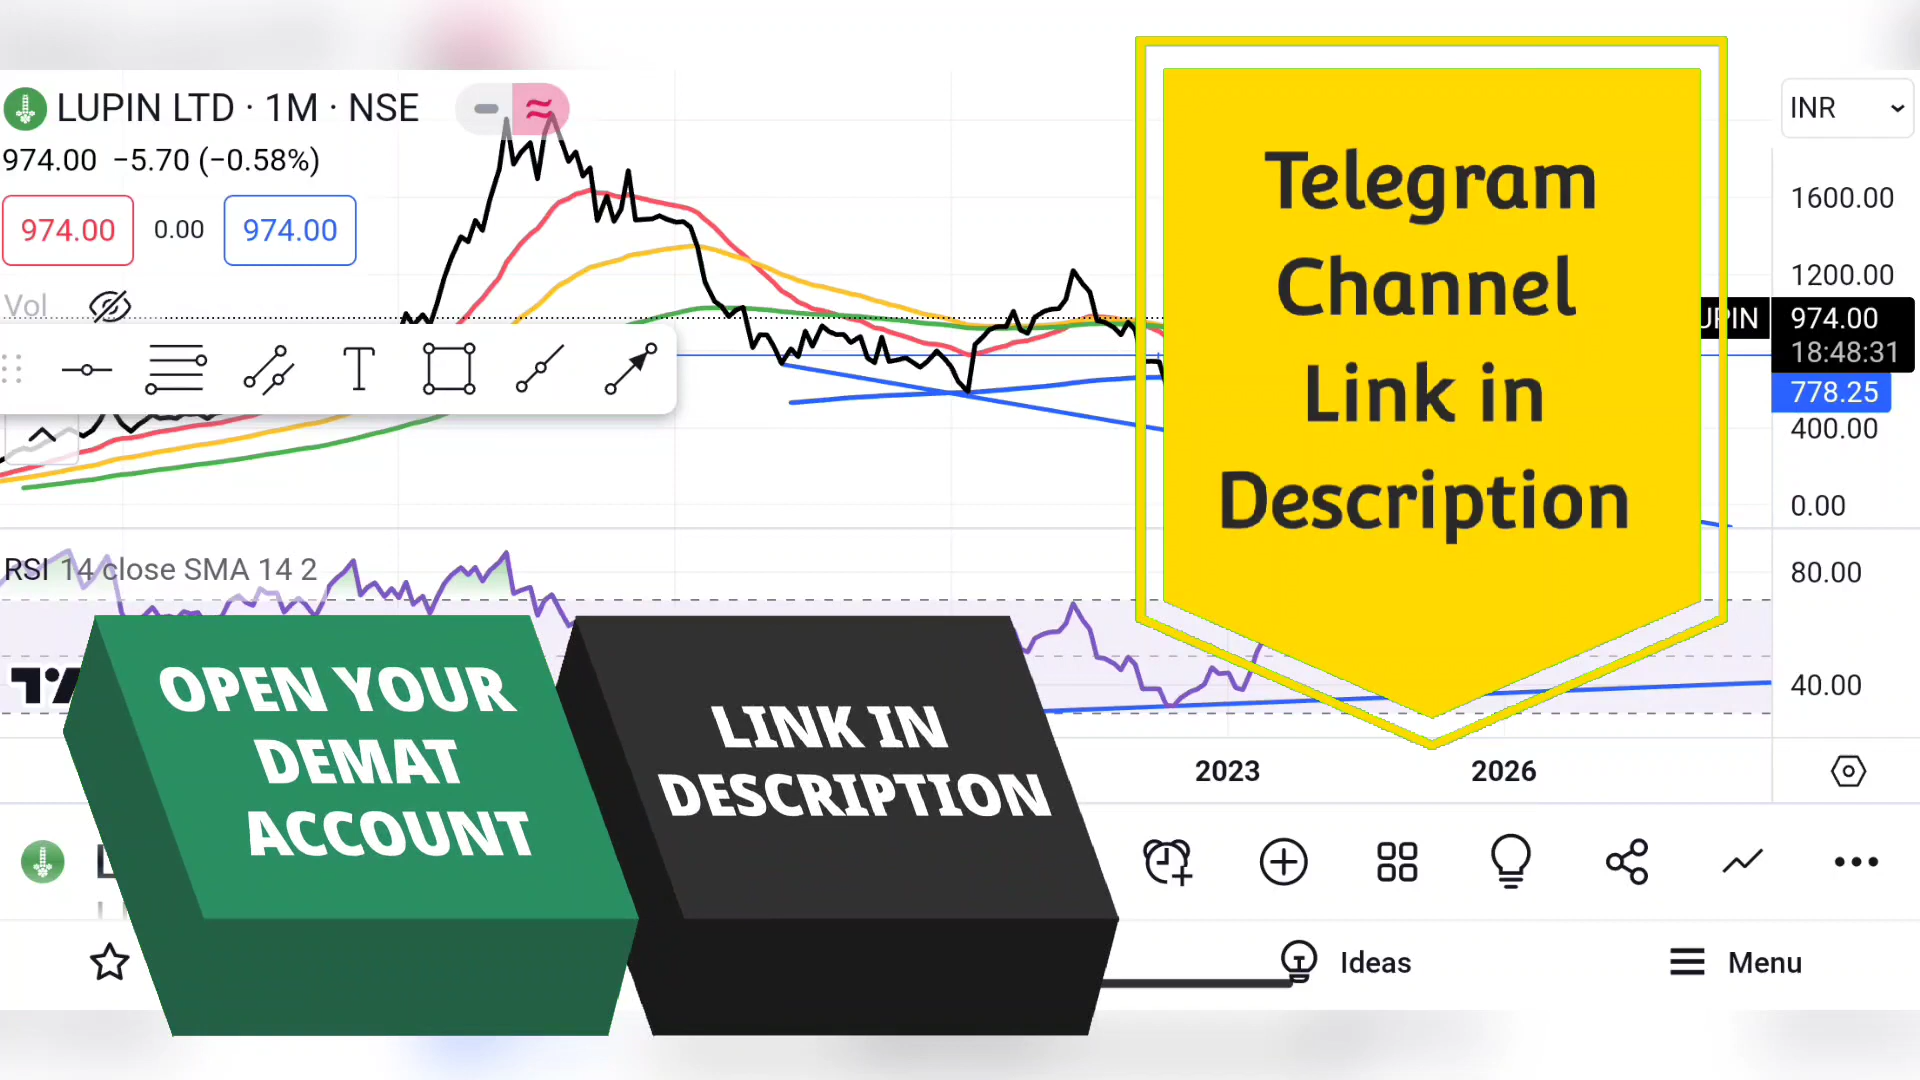 LUPIN LTD · 1M · NSE
974.00 −5.70 (−0.58%)
974.00 0.00 974.00
Vol
T
INR
1600.00
1200.00
974.00
18:48:31
778.25
400.00
0.00
Telegram
Channel
Link in
Description
RSI 14 close SMA 14 2
80.00
40.00
2023 2026
OPEN YOUR
DEMAT
ACCOUNT
LINK IN
DESCRIPTION
Ideas
Menu